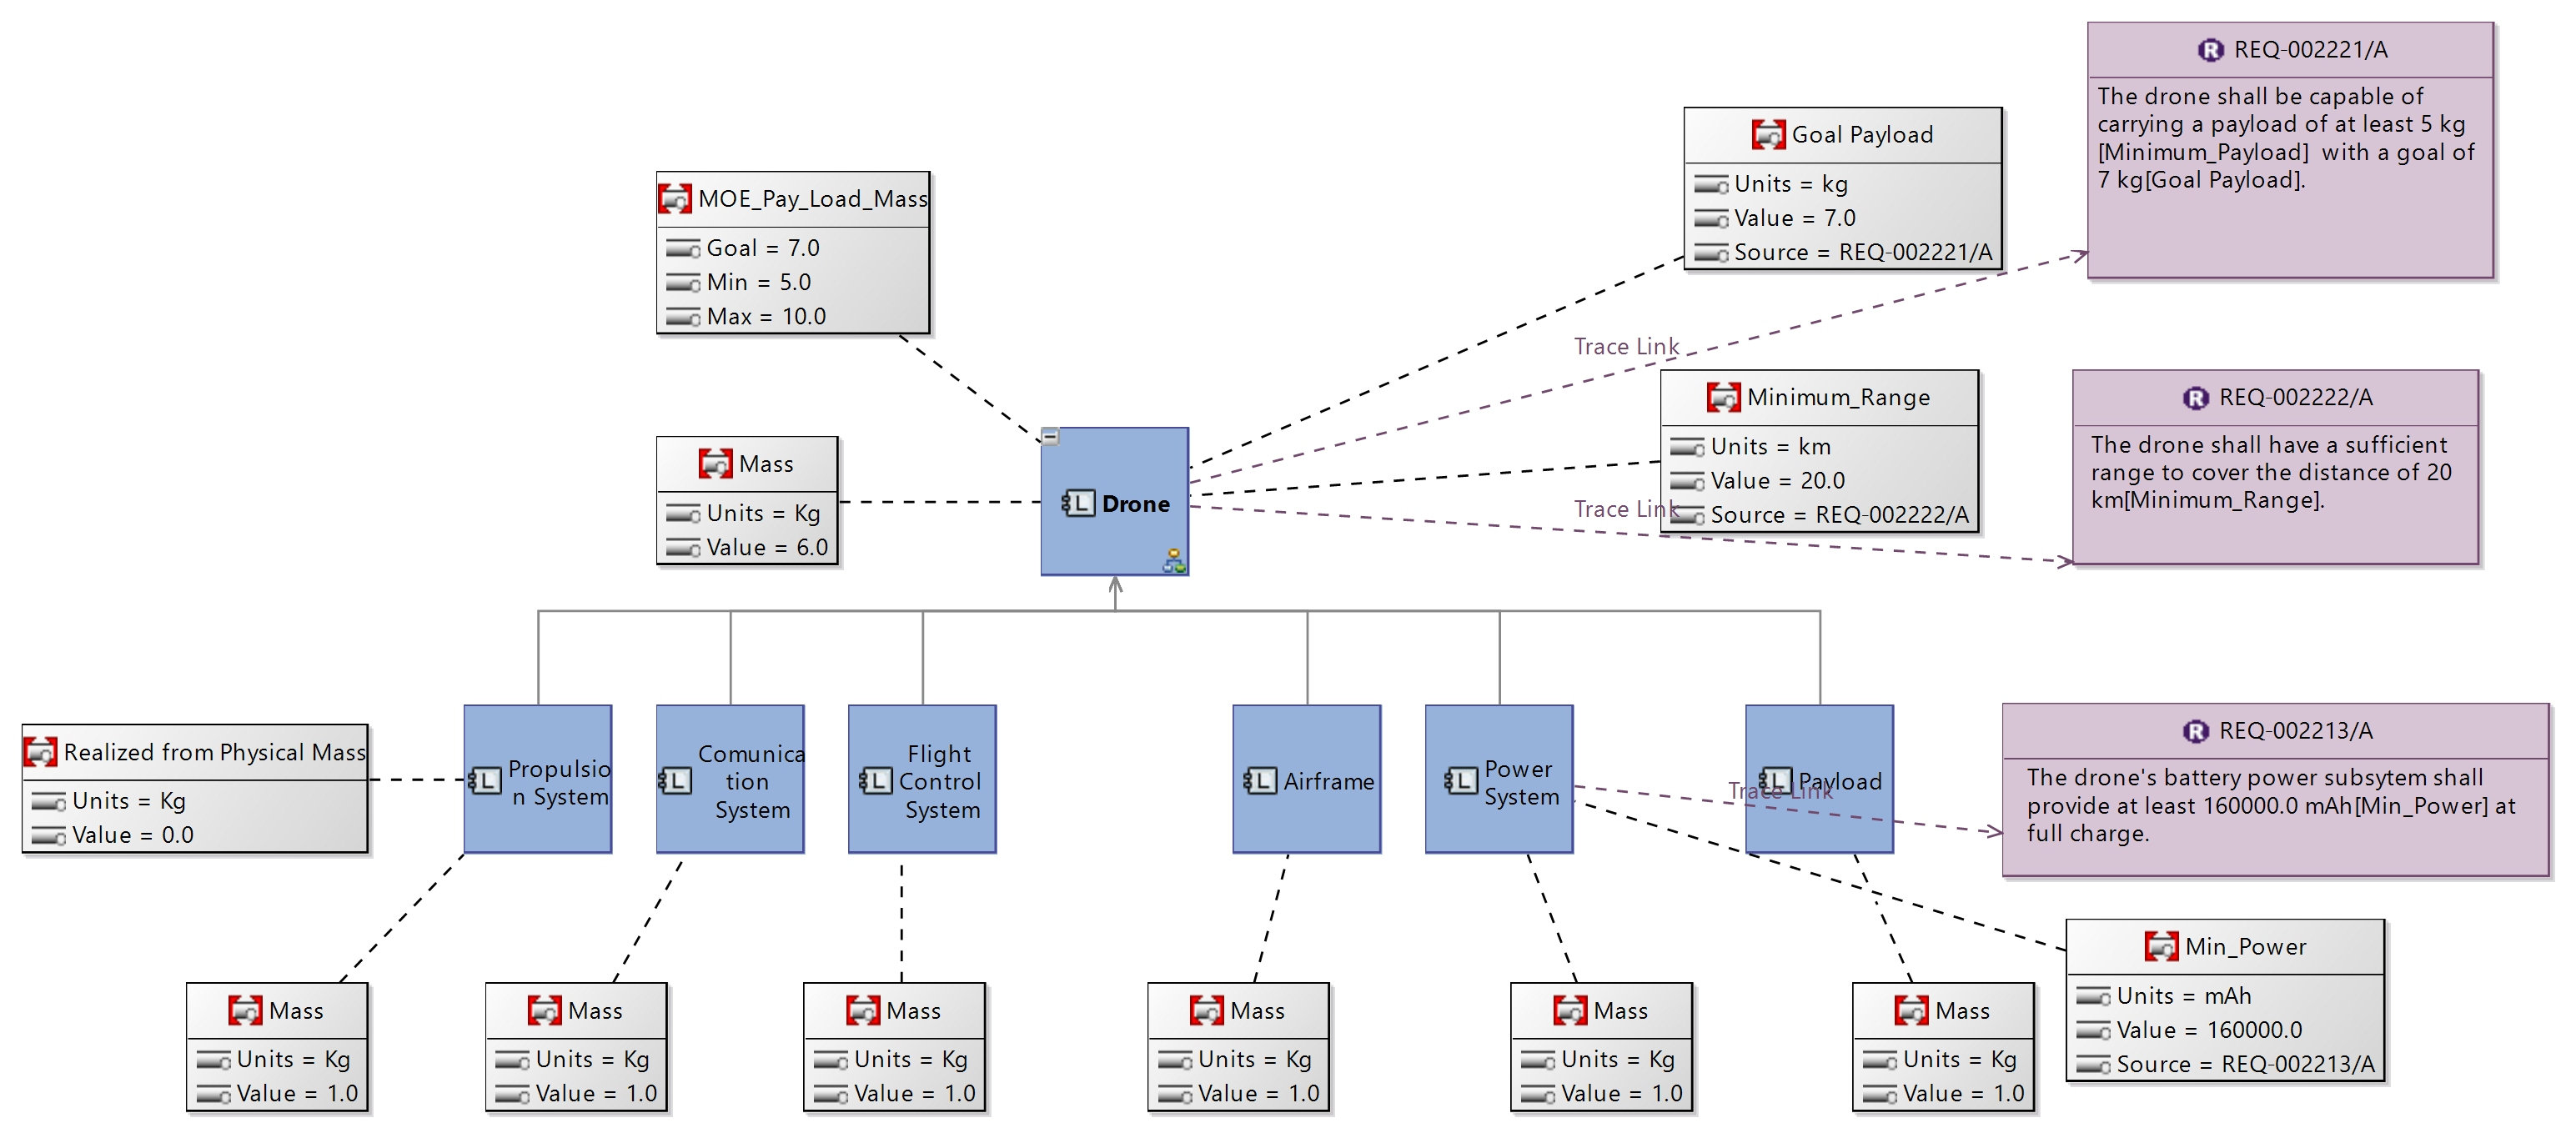 REQ-002221/A
The drone shall be capable of
carrying a payload of at least 5 kg
[Minimum_Payload]  with a goal of
7 kg[Goal Payload].
Goal Payload
Units = kg
Value = 7.0
Source = REQ-002221/A
MOE_Pay_Load_Mass
Goal = 7.0
Min = 5.0
Max = 10.0
Trace Link
Minimum_Range
Units = km
Value = 20.0
Source = REQ-002222/A
REQ-002222/A
The drone shall have a sufficient
range to cover the distance of 20
km[Minimum_Range].
Mass
Units = Kg
Value = 6.0
L
Drone
Trace Link
Realized from Physical Mass
Units = Kg
Value = 0.0
L
Propulsio
n System
L
Comunica
tion
System
L
Flight
Control
System
L
Airframe
L
Power
System
L
Payload
Trace Link
REQ-002213/A
The drone's battery power subsytem shall
provide at least 160000.0 mAh[Min_Power] at
full charge.
Min_Power
Units = mAh
Value = 160000.0
Source = REQ-002213/A
Mass
Units = Kg
Value = 1.0
Mass
Units = Kg
Value = 1.0
Mass
Units = Kg
Value = 1.0
Mass
Units = Kg
Value = 1.0
Mass
Units = Kg
Value = 1.0
Mass
Units = Kg
Value = 1.0